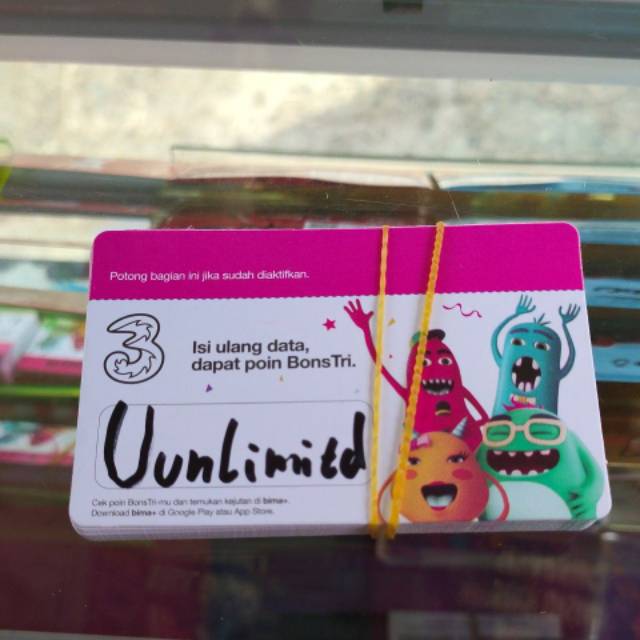 Potong bagian ini jika sudah diaktifkan.
3
Isi ulang data,
dapat poin BonsTri.
Uunlimitd
Cek poin BonsTri-mu dan temukan kejutan di bima+.
Download bima+ di Google Play atau App Store.